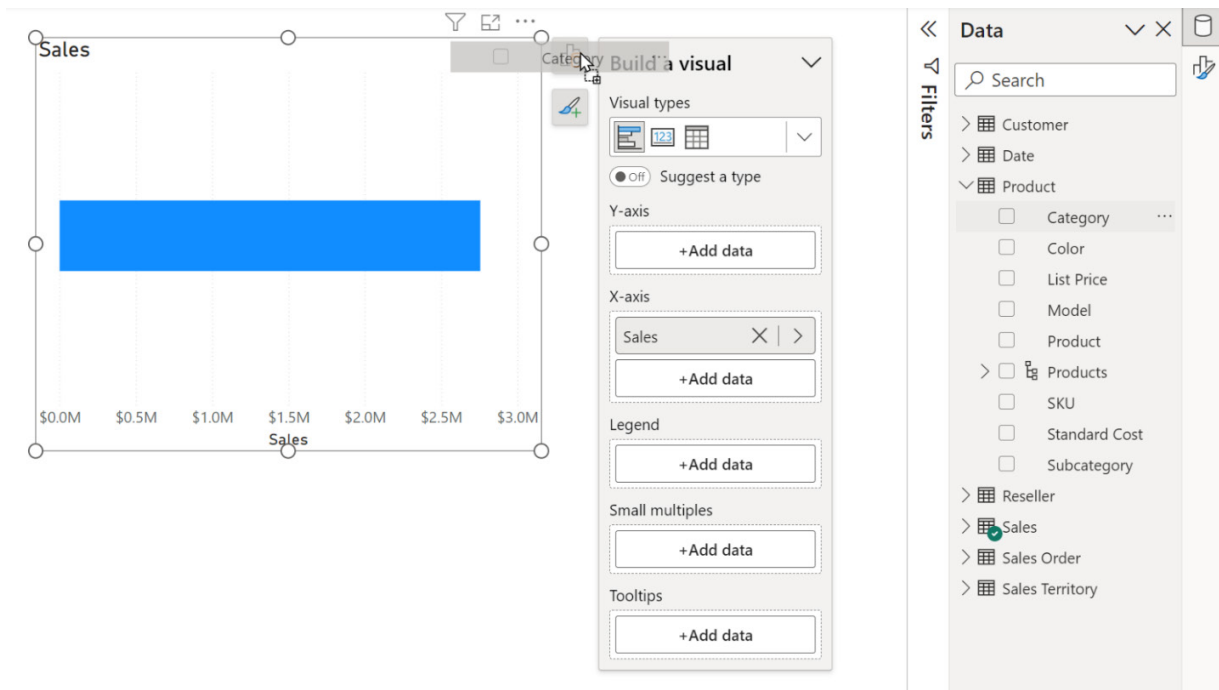 Sales
$0.0M $0.5M $1.0M $1.5M $2.0M $2.5M $3.0M
Sales
Category
Build a visual
Visual types
123
Off Suggest a type
Y-axis
+Add data
X-axis
Sales
+Add data
Legend
+Add data
Small multiples
+Add data
Tooltips
+Add data
Filters
Data
Search
Customer
Date
Product
Category
Color
List Price
Model
Product
Products
SKU
Standard Cost
Subcategory
Reseller
Sales
Sales Order
Sales Territory